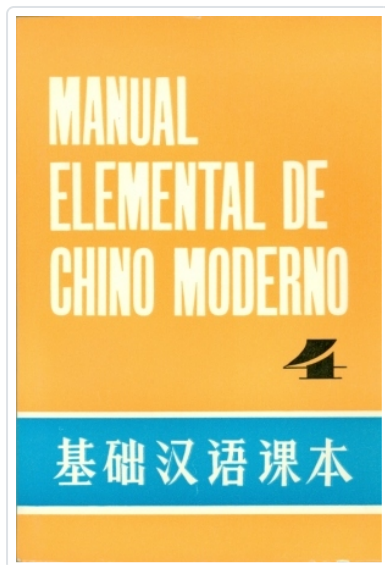 MANUAL
ELEMENTAL DE
CHINO MODERNO
4
基础汉语课本